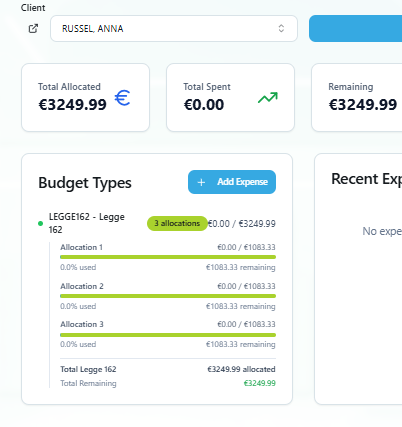 Client
RUSSEL, ANNA
Total Allocated
€3249.99
Total Spent
€0.00
Remaining
€3249.99
Budget Types
+ Add Expense
LEGGE162 - Legge 162
3 allocations
€0.00 / €3249.99
Allocation 1 €0.00 / €1083.33
0.0% used €1083.33 remaining
Allocation 2 €0.00 / €1083.33
0.0% used €1083.33 remaining
Allocation 3 €0.00 / €1083.33
0.0% used €1083.33 remaining
Total Legge 162 €3249.99 allocated
Total Remaining €3249.99
Recent Exp
No expe